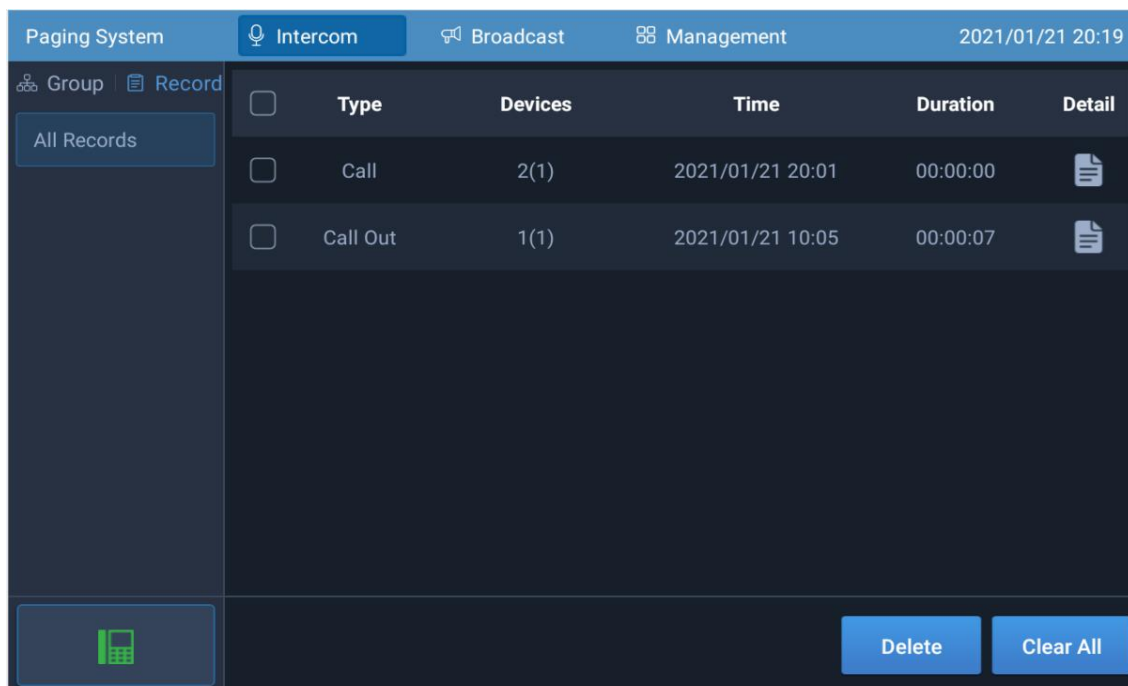 Paging System Intercom Broadcast Management 2021/01/21 20:19
Group Record
All Records
Type Devices Time Duration Detail
Call 2(1) 2021/01/21 20:01 00:00:00
Call Out 1(1) 2021/01/21 10:05 00:00:07
Delete Clear All